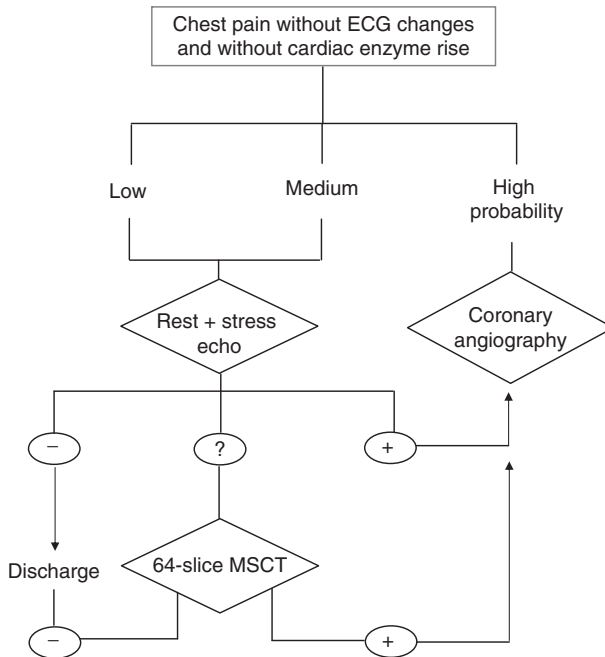 Chest pain without ECG changes
and without cardiac enzyme rise
Low
Medium
High
probability
Rest + stress
echo
Coronary
angiography
−
?
+
Discharge
64-slice MSCT
−
+